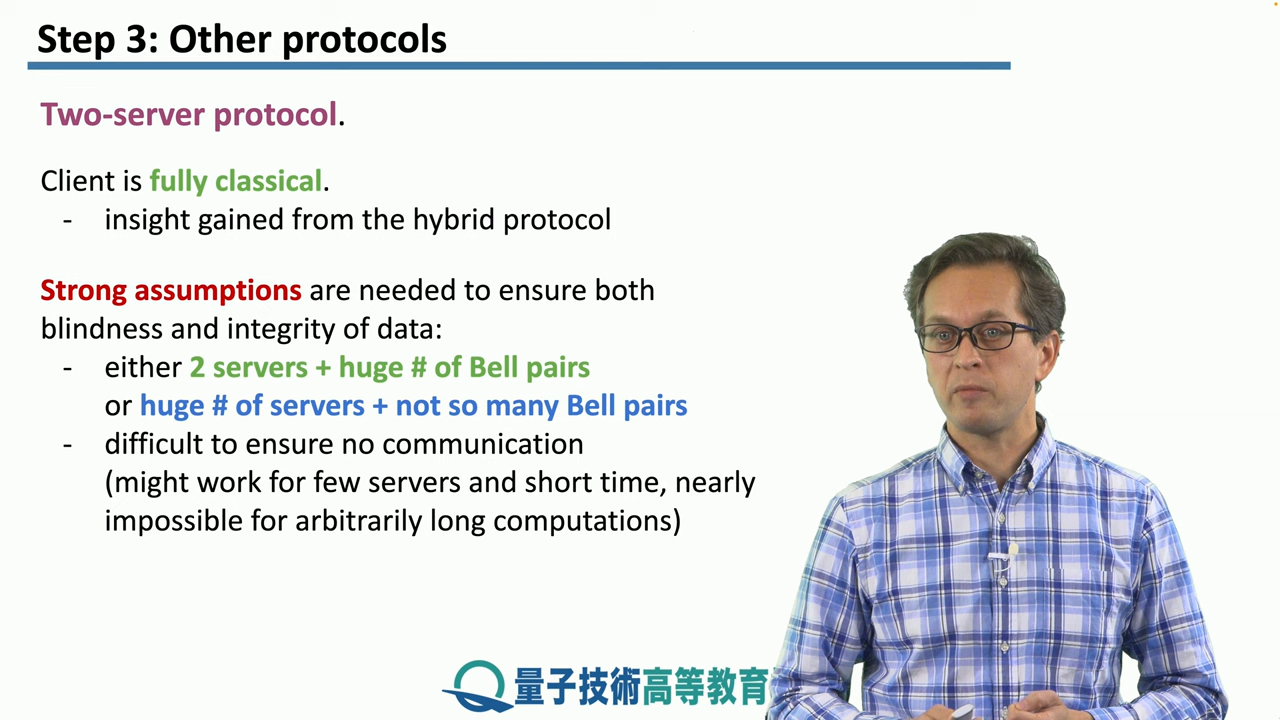 Step 3: Other protocols
Two-server protocol.
Client is fully classical.
- insight gained from the hybrid protocol
Strong assumptions are needed to ensure both
blindness and integrity of data:
- either 2 servers + huge # of Bell pairs
or huge # of servers + not so many Bell pairs
- difficult to ensure no communication
(might work for few servers and short time, nearly
impossible for arbitrarily long computations)
量子技術高等教育